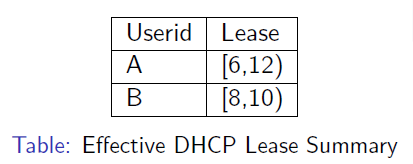 Userid Lease
A [6,12)
B [8,10)
Table: Effective DHCP Lease Summary